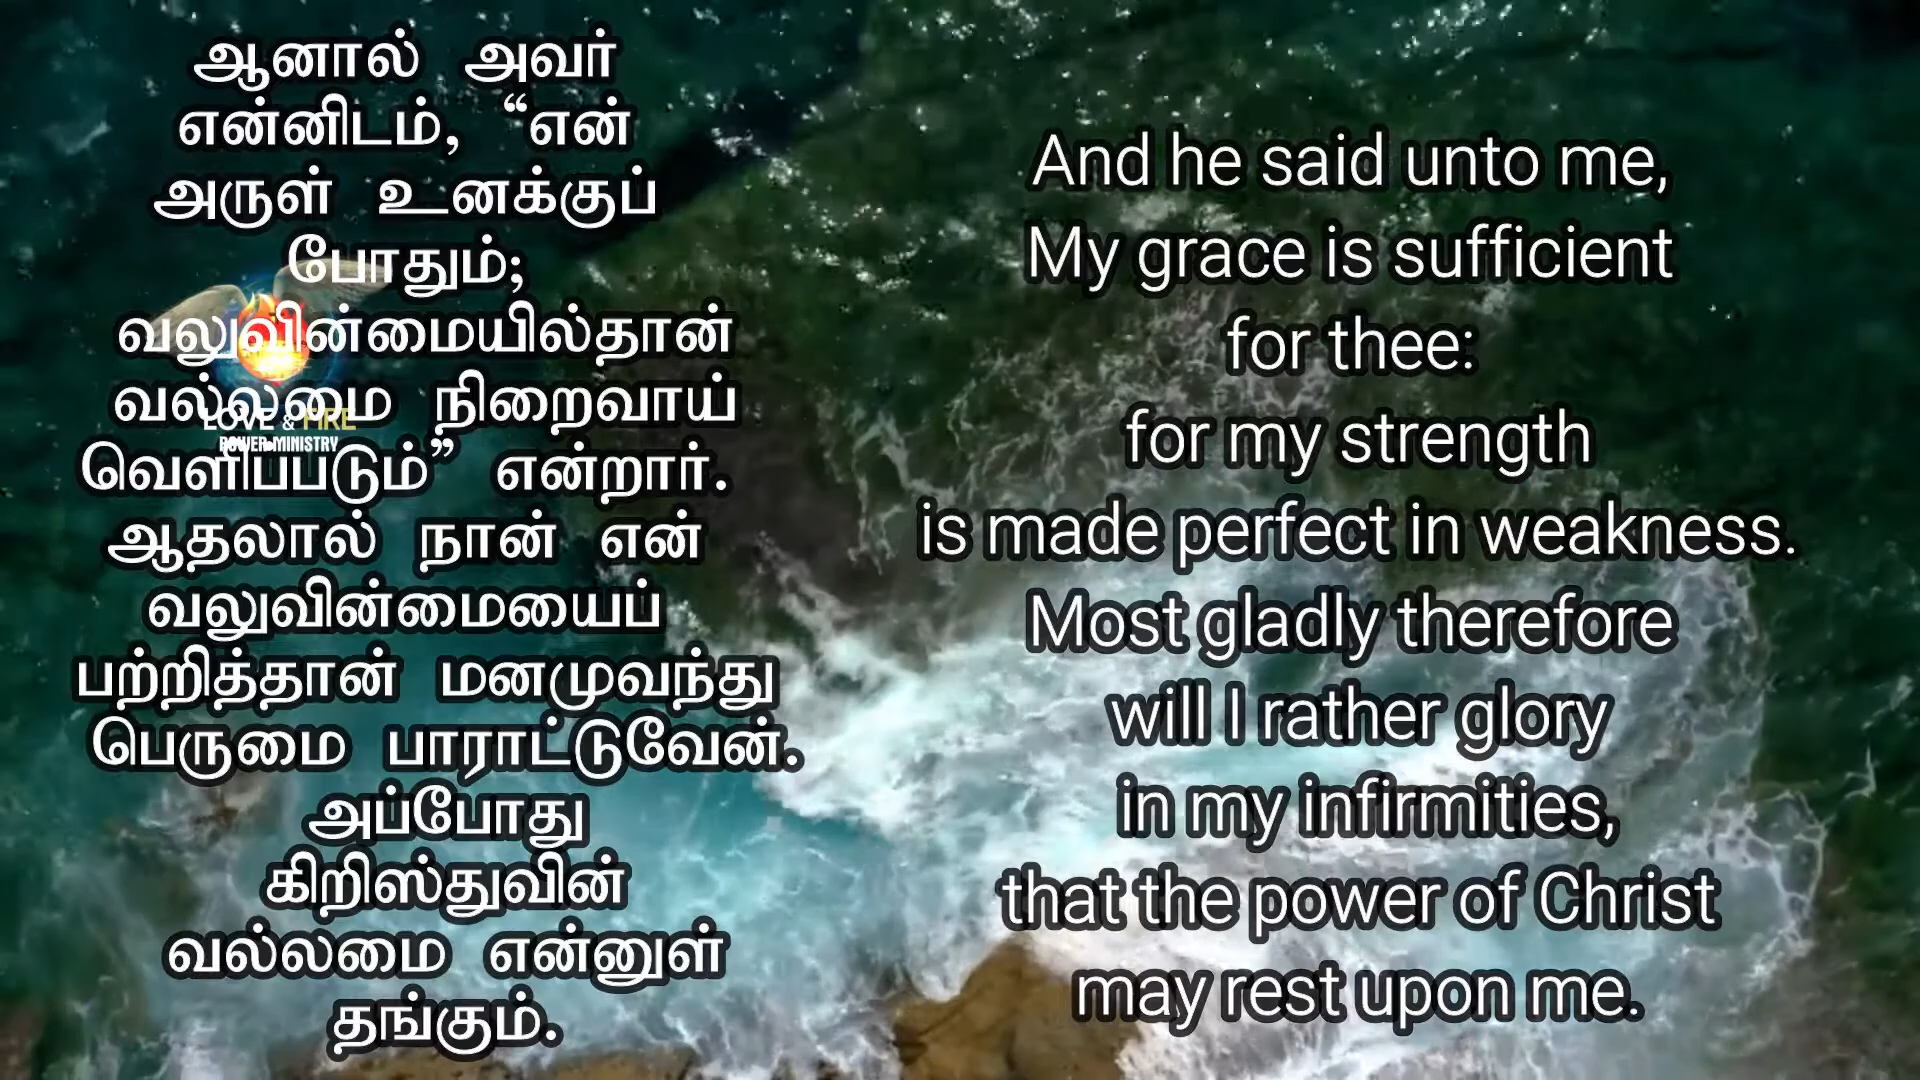 ஆனால் அவர்
என்னிடம், “என்
அருள் உனக்குப்
போதும்;
வலுவின்மையில்தான்
வல்லமை நிறைவாய்
வெளிப்படும்” என்றார்.
ஆதலால் நான் என்
வலுவின்மையைப்
பற்றித்தான் மனமுவந்து
பெருமை பாராட்டுவேன்.
அப்போது
கிறிஸ்துவின்
வல்லமை என்னுள்
தங்கும்.
LOVE & FIRE
POWER MINISTRY
And he said unto me,
My grace is sufficient
for thee:
for my strength
is made perfect in weakness.
Most gladly therefore
will I rather glory
in my infirmities,
that the power of Christ
may rest upon me.